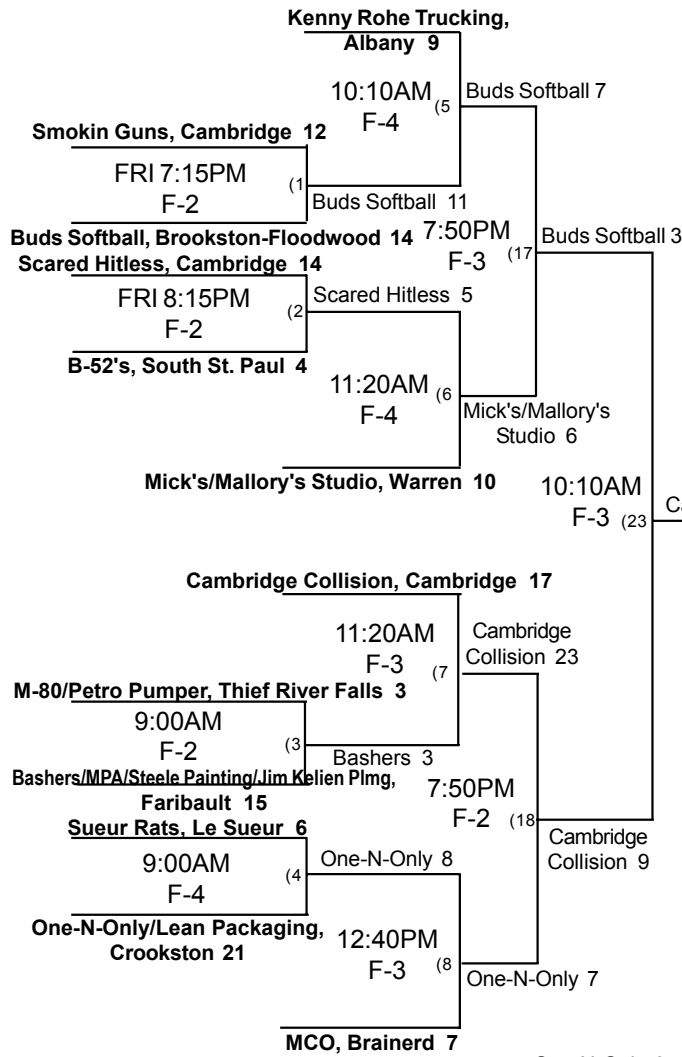 Kenny Rohe Trucking,
Albany 9
10:10AM
F-4
(5
Buds Softball 7
Smokin Guns, Cambridge 12
FRI 7:15PM
F-2
(1
Buds Softball 11
Buds Softball, Brookston-Floodwood 14
7:50PM
F-3
(17
Buds Softball 3
Scared Hitless, Cambridge 14
FRI 8:15PM
F-2
(2
Scared Hitless 5
B-52's, South St. Paul 4
11:20AM
F-4
(6
Mick's/Mallory's
Studio 6
Mick's/Mallory's Studio, Warren 10
10:10AM
F-3 (23
Cambridge Collision, Cambridge 17
11:20AM
F-3
(7
Cambridge
Collision 23
M-80/Petro Pumper, Thief River Falls 3
9:00AM
F-2
(3
Bashers 3
Bashers/MPA/Steele Painting/Jim Kelien Plmg,
Faribault 15
7:50PM
F-2
(18
Cambridge
Collision 9
Sueur Rats, Le Sueur 6
9:00AM
F-4
(4
One-N-Only 8
One-N-Only/Lean Packaging,
Crookston 21
12:40PM
F-3
(8
One-N-Only 7
MCO, Brainerd 7